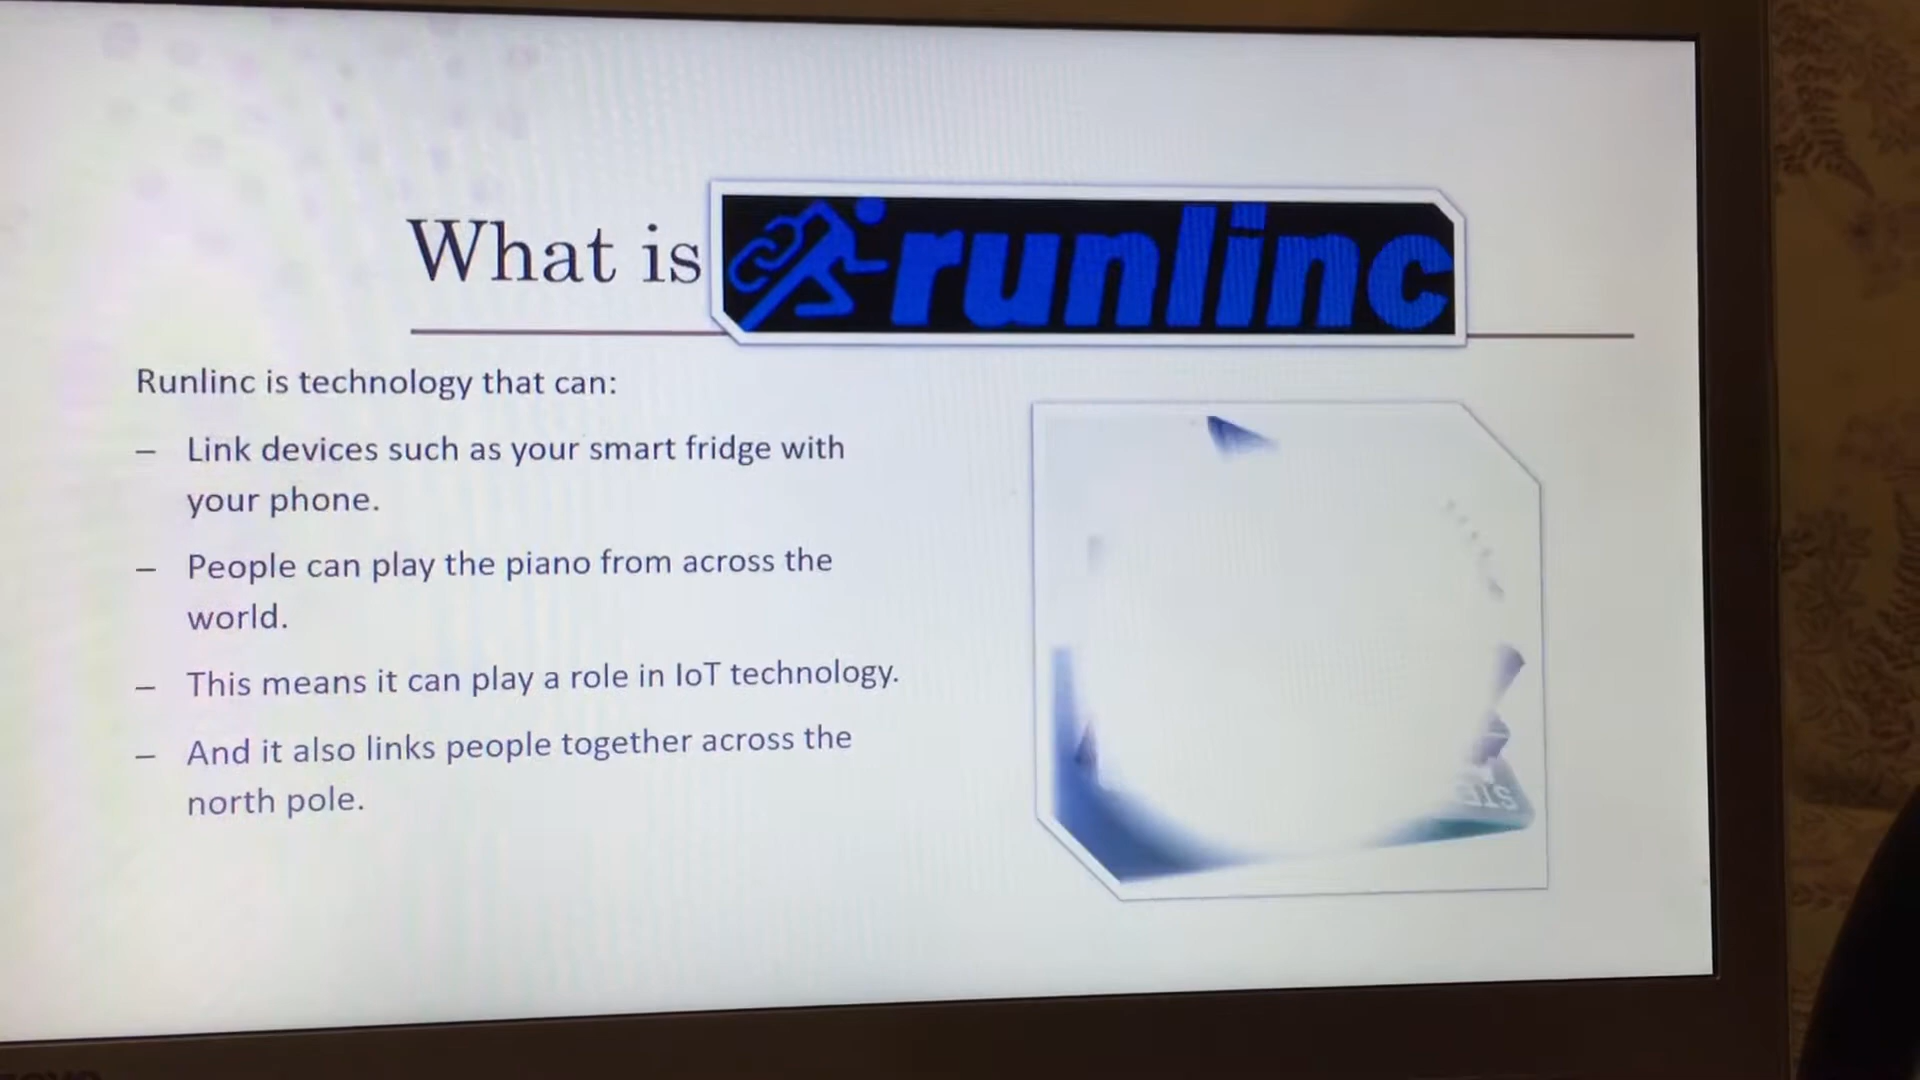 What is runlinc
Runlinc is technology that can:
– Link devices such as your smart fridge with
your phone.
– People can play the piano from across the
world.
– This means it can play a role in IoT technology.
– And it also links people together across the
north pole.